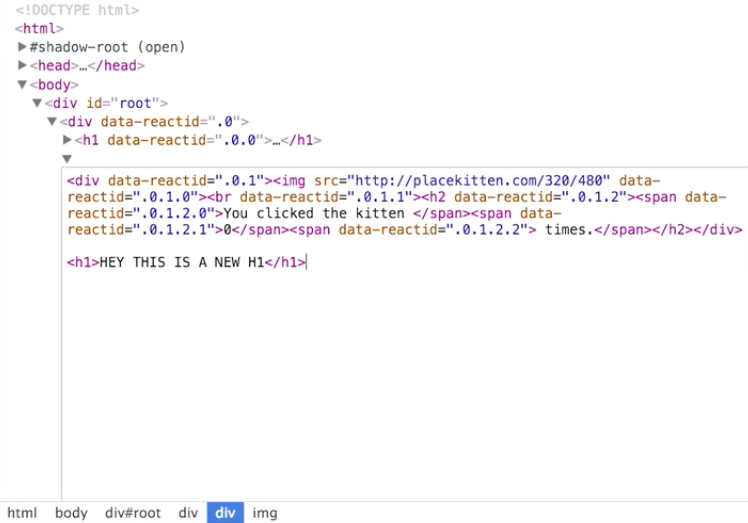 <!DOCTYPE html>
<html>
▶#shadow-root (open)
▶<head>…</head>
▼<body>
▼<div id="root">
▼<div data-reactid=".0">
▶<h1 data-reactid=".0.0">…</h1>
▼
<div data-reactid=".0.1"><img src="http://placekitten.com/320/480" data-
reactid=".0.1.0"><br data-reactid=".0.1.1"><h2 data-reactid=".0.1.2"><span data-
reactid=".0.1.2.0">You clicked the kitten </span><span data-
reactid=".0.1.2.1">0</span><span data-reactid=".0.1.2.2"> times.</span></h2></div>
<h1>HEY THIS IS A NEW H1</h1>
html body div#root div div img